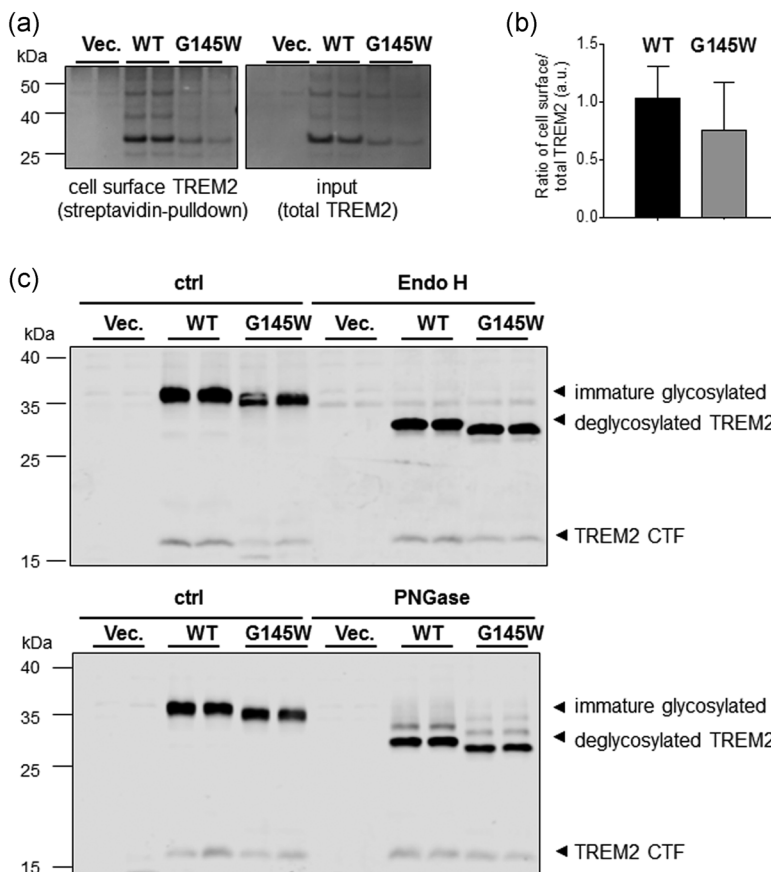 (a)
Vec. WT G145W Vec. WT G145W
kDa
50
40
25
cell surface TREM2
(streptavidin-pulldown)
input
(total TREM2)
(b)
WT G145W
Ratio of cell surface/
total TREM2 (a.u.)
1.5
1.0
0.5
0.0
(c)
ctrl Endo H
Vec. WT G145W Vec. WT G145W
kDa
40
35
25
15
immature glycosylated
deglycosylated TREM2
TREM2 CTF
ctrl PNGase
Vec. WT G145W Vec. WT G145W
kDa
40
35
25
15
immature glycosylated
deglycosylated TREM2
TREM2 CTF